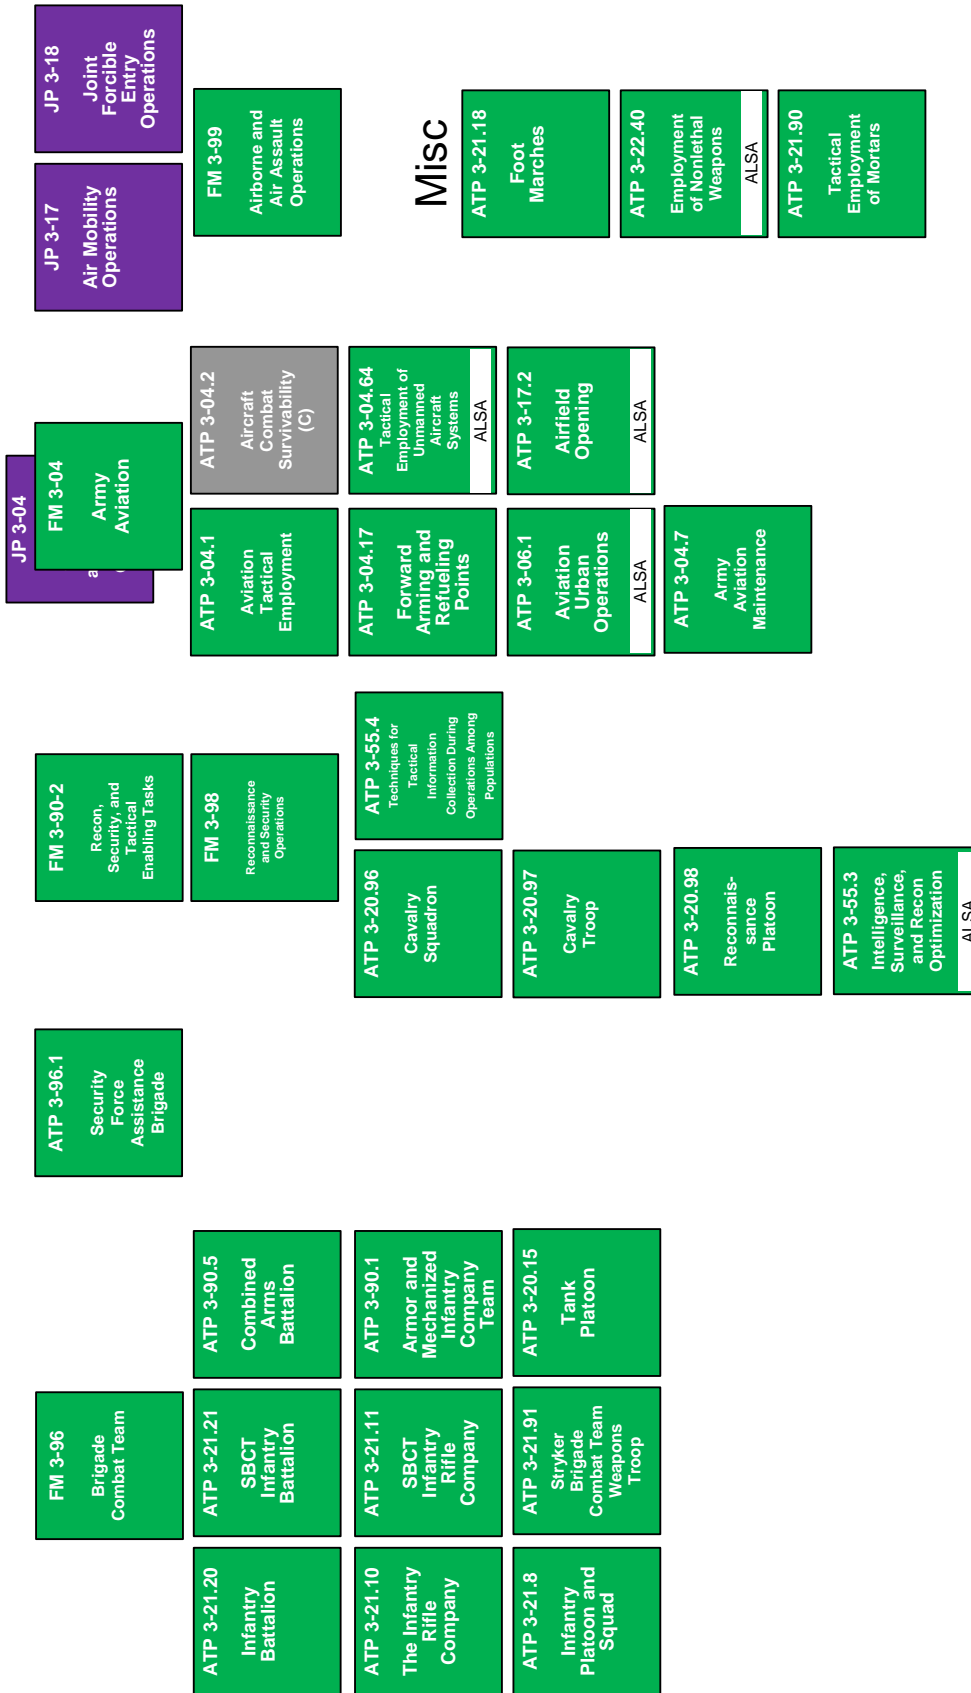 FM 3-96
Brigade
Combat Team
ATP 3-21.20
Infantry
Battalion
ATP 3-21.21
SBCT
Infantry
Battalion
ATP 3-90.5
Combined
Arms
Battalion
ATP 3-21.10
The Infantry
Rifle
Company
ATP 3-21.11
SBCT
Infantry
Rifle
Company
ATP 3-90.1
Armor and
Mechanized
Infantry
Company
Team
ATP 3-21.8
Infantry
Platoon and
Squad
ATP 3-21.91
Stryker
Brigade
Combat Team
Weapons
Troop
ATP 3-20.15
Tank
Platoon
ATP 3-96.1
Security
Force
Assistance
Brigade
FM 3-90-2
Recon,
Security, and
Tactical
Enabling Tasks
FM 3-98
Reconnaissance
and Security
Operations
ATP 3-20.96
Cavalry
Squadron
ATP 3-55.4
Techniques for
Tactical
Information
Collection During
Operations Among
Populations
ATP 3-20.97
Cavalry
Troop
ATP 3-20.98
Reconnais-
sance
Platoon
ATP 3-55.3
Intelligence,
Surveillance,
and Recon
Optimization
ALSA
JP 3-04
FM 3-04
Army
Aviation
ATP 3-04.1
Aviation
Tactical
Employment
ATP 3-04.2
Aircraft
Combat
Survivability
(C)
ATP 3-04.17
Forward
Arming and
Refueling
Points
ATP 3-04.64
Tactical
Employment of
Unmanned
Aircraft
Systems
ALSA
ATP 3-06.1
Aviation
Urban
Operations
ALSA
ATP 3-17.2
Airfield
Opening
ALSA
ATP 3-04.7
Army
Aviation
Maintenance
JP 3-17
Air Mobility
Operations
JP 3-18
Joint
Forcible
Entry
Operations
FM 3-99
Airborne and
Air Assault
Operations
Misc
ATP 3-21.18
Foot
Marches
ATP 3-22.40
Employment
of Nonlethal
Weapons
ALSA
ATP 3-21.90
Tactical
Employment
of Mortars